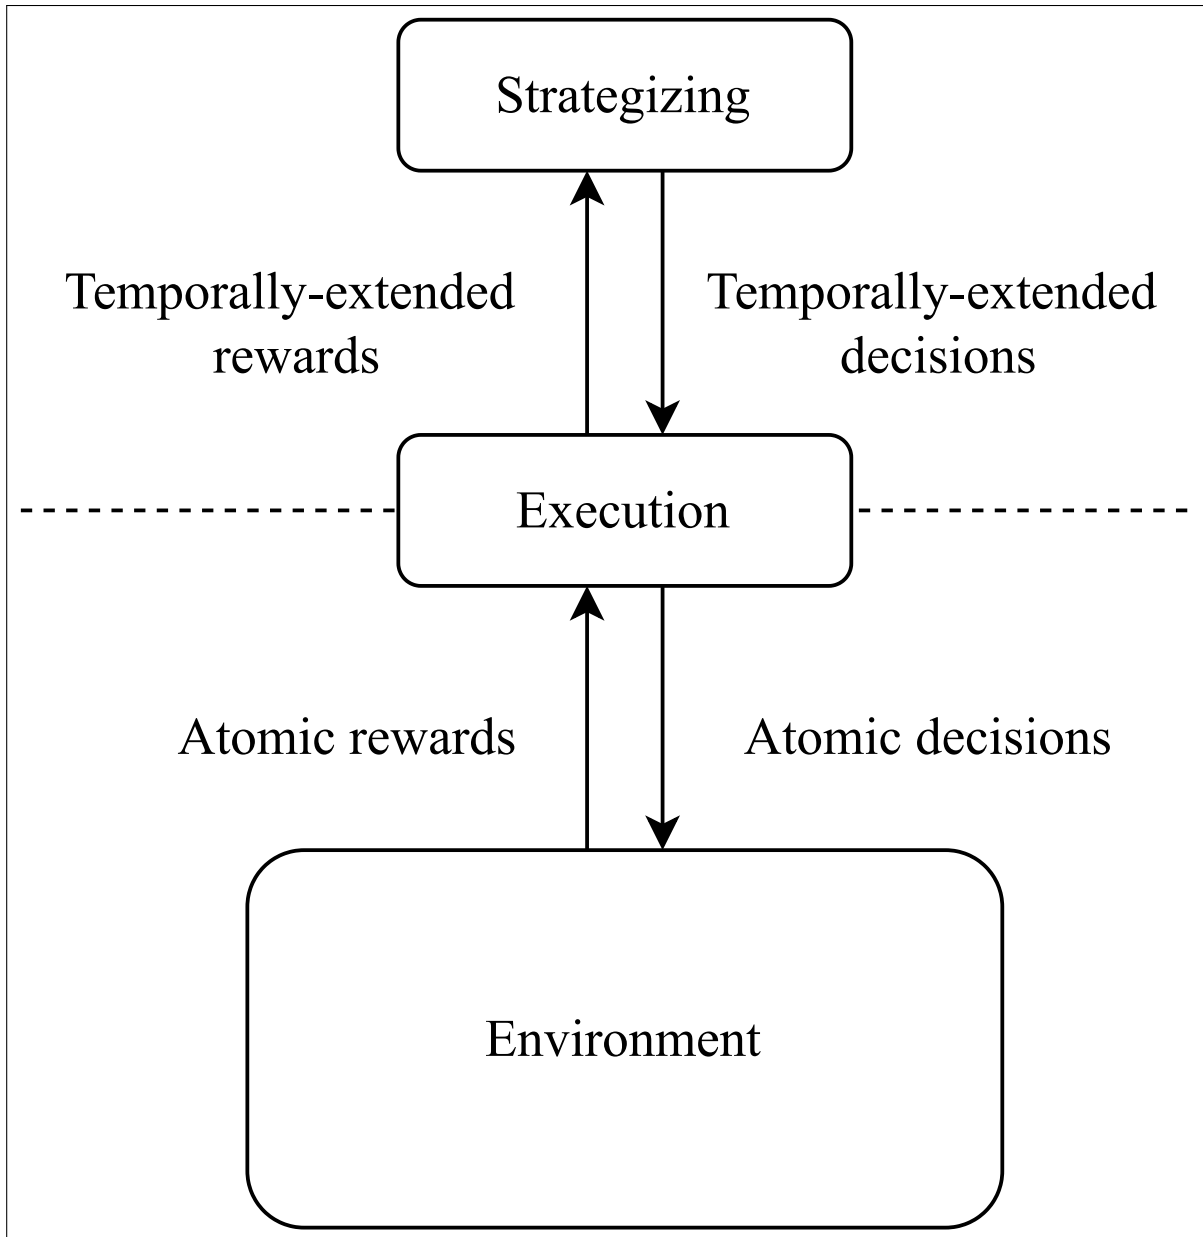 Strategizing
Temporally-extended
rewards
Temporally-extended
decisions
Execution
Atomic rewards
Atomic decisions
Environment